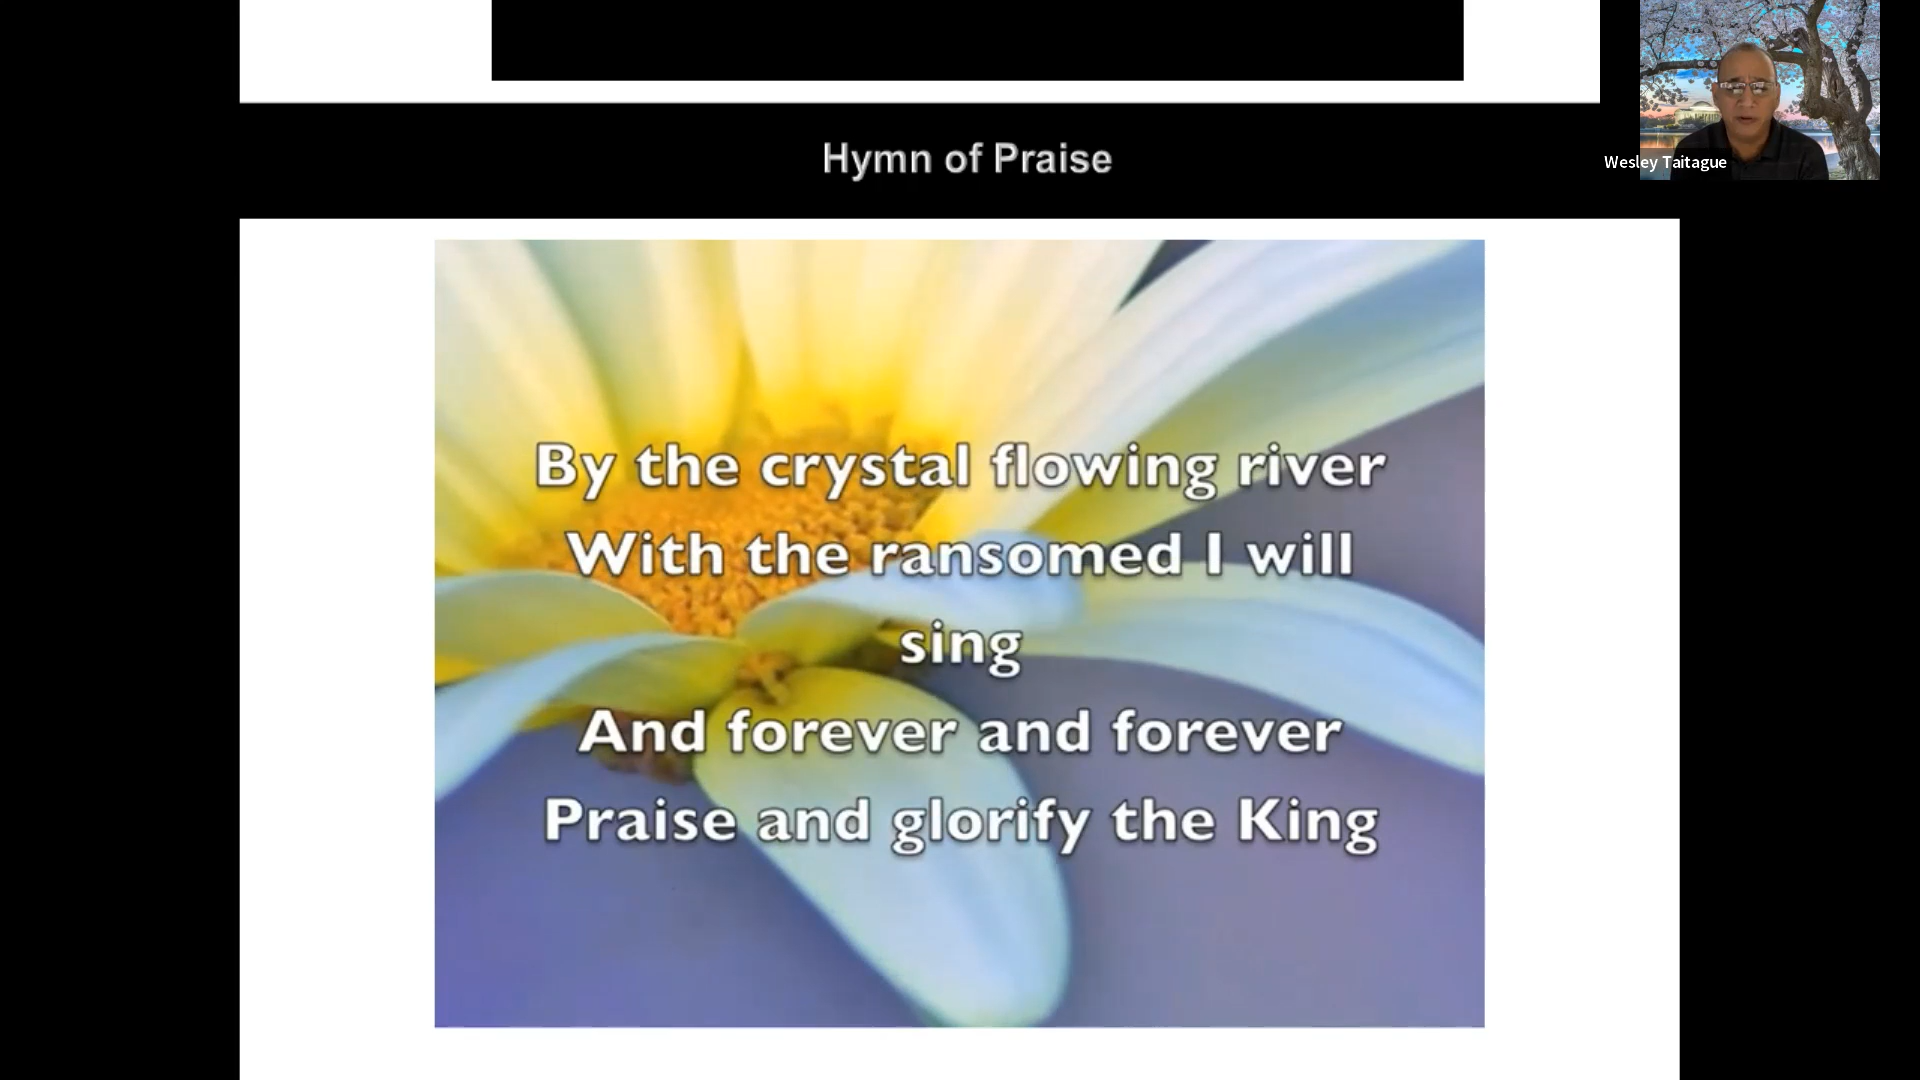 Hymn of Praise
Wesley Taitague
By the crystal flowing river
With the ransomed I will
sing
And forever and forever
Praise and glorify the King